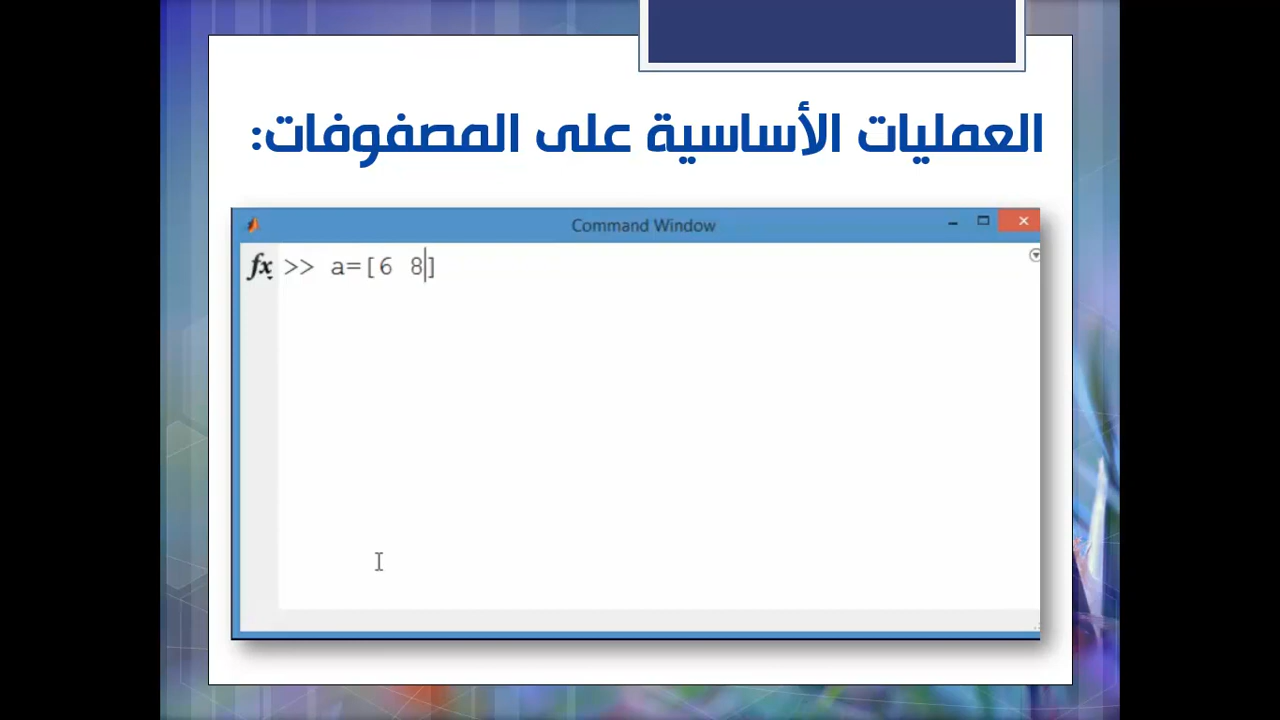 العمليات الأساسية على المصفوفات:
Command Window
fx >> a=[6 8]